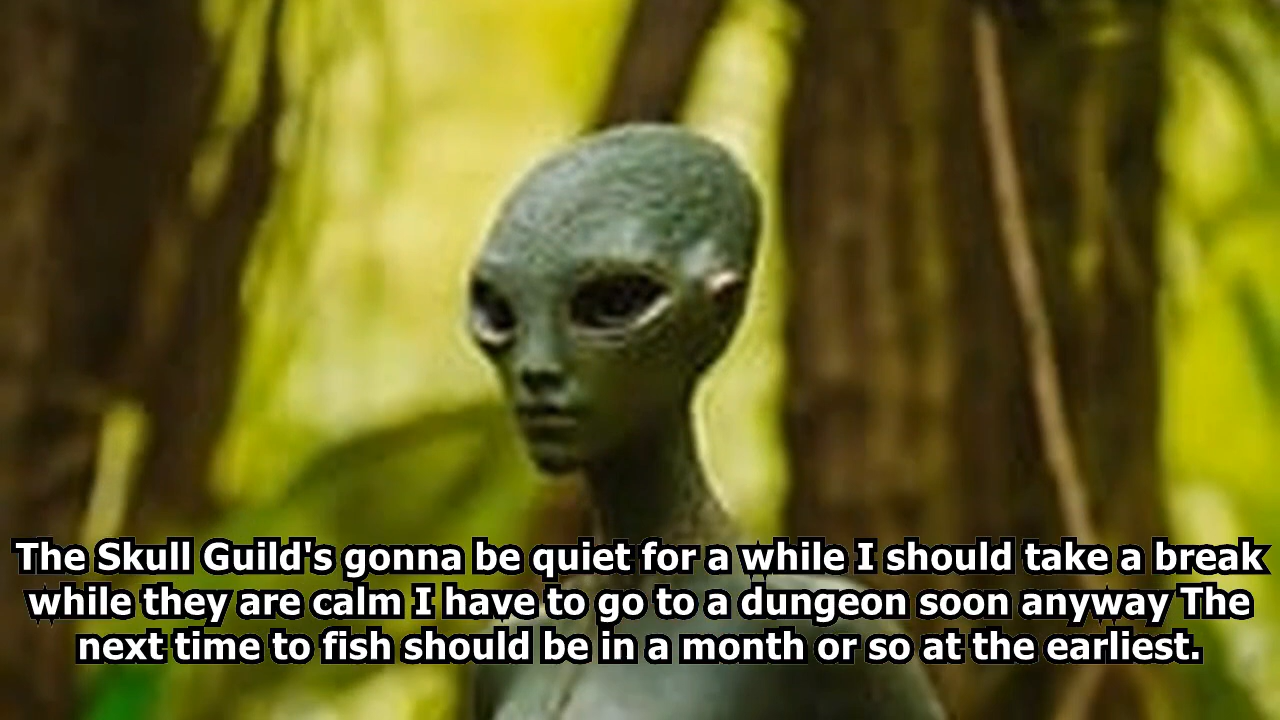 The Skull Guild's gonna be quiet for a while I should take a break
while they are calm I have to go to a dungeon soon anyway The
next time to fish should be in a month or so at the earliest.